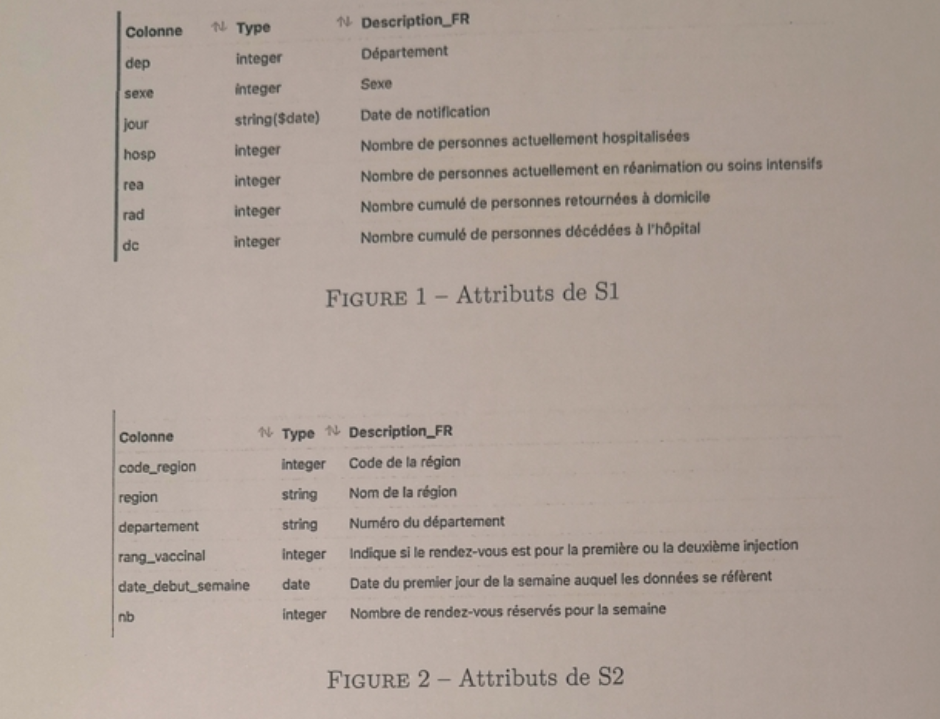 Colonne Type Description_FR
dep integer Département
sexe integer Sexe
jour string($date) Date de notification
hosp integer Nombre de personnes actuellement hospitalisées
rea integer Nombre de personnes actuellement en réanimation ou soins intensifs
rad integer Nombre cumulé de personnes retournées à domicile
dc integer Nombre cumulé de personnes décédées à l'hôpital
FIGURE 1 – Attributs de S1
Colonne Type Description_FR
code_region integer Code de la région
region string Nom de la région
departement string Numéro du département
rang_vaccinal integer Indique si le rendez-vous est pour la première ou la deuxième injection
date_debut_semaine date Date du premier jour de la semaine auquel les données se réfèrent
nb integer Nombre de rendez-vous réservés pour la semaine
FIGURE 2 – Attributs de S2